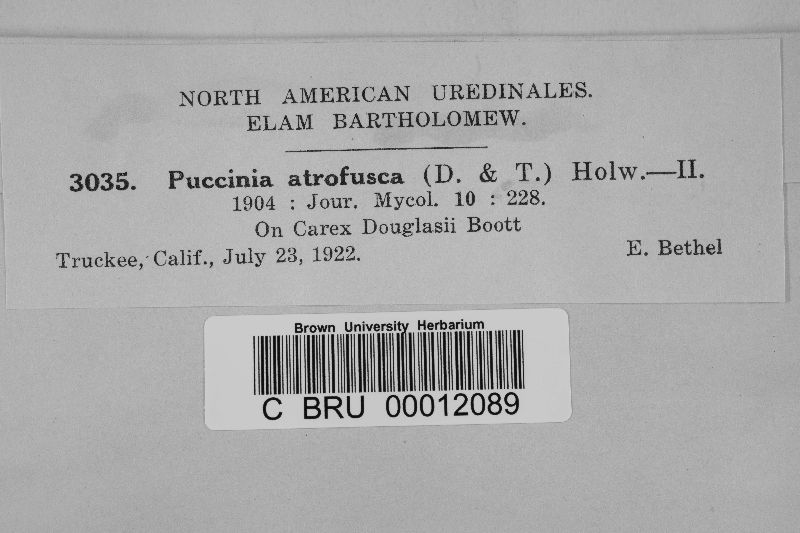 NORTH AMERICAN UREDINALES.
ELAM BARTHOLOMEW.
3035. Puccinia atrofusca (D. & T.) Holw.—II.
1904 : Jour. Mycol. 10 : 228.
On Carex Douglasii Boott
Truckee, Calif., July 23, 1922. E. Bethel
Brown University Herbarium
C BRU 00012089